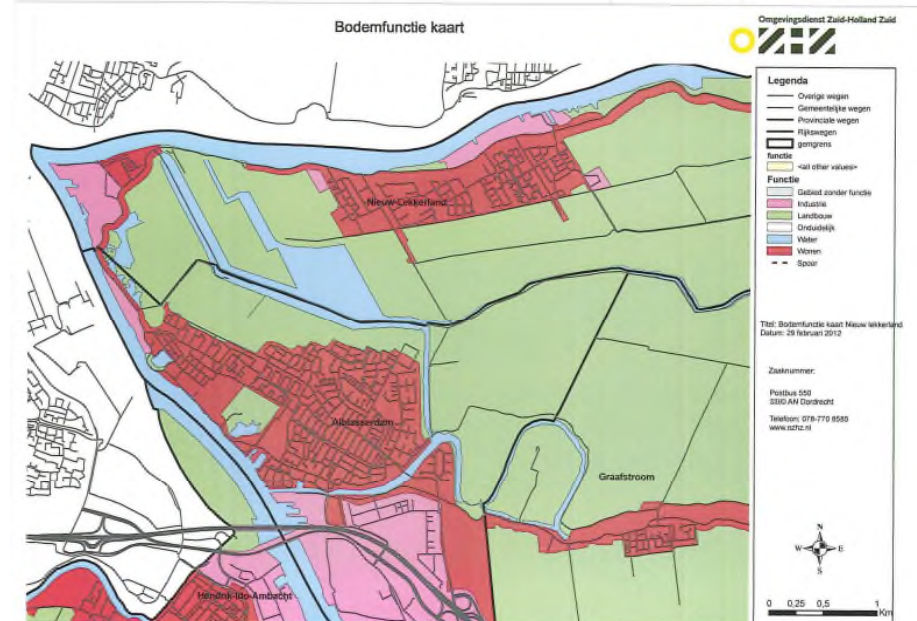 Bodemfunctie kaart
Omgevingsdienst Zuid-Holland Zuid
OZHZ
Legenda
Overige wegen
Gemeentelijke wegen
Provinciale wegen
Rijkswegen
gemgrens
functie
<all other values>
Functie
Gebied zonder functie
Industrie
Landbouw
Onduidelijk
Water
Wonen
Spoor
Nieuw-Lekkerland
Alblasserdam
Graafstroom
Hendrik-Ido-Ambacht
Titel: Bodemfunctie kaart Nieuw lekkerland
Datum: 29 februari 2012
Zaaknummer:
Postbus 550
3300 AN Dordrecht
Telefoon: 078-770 8585
www.ozhz.nl
N
W E
S
0 0,25 0,5 1
Km